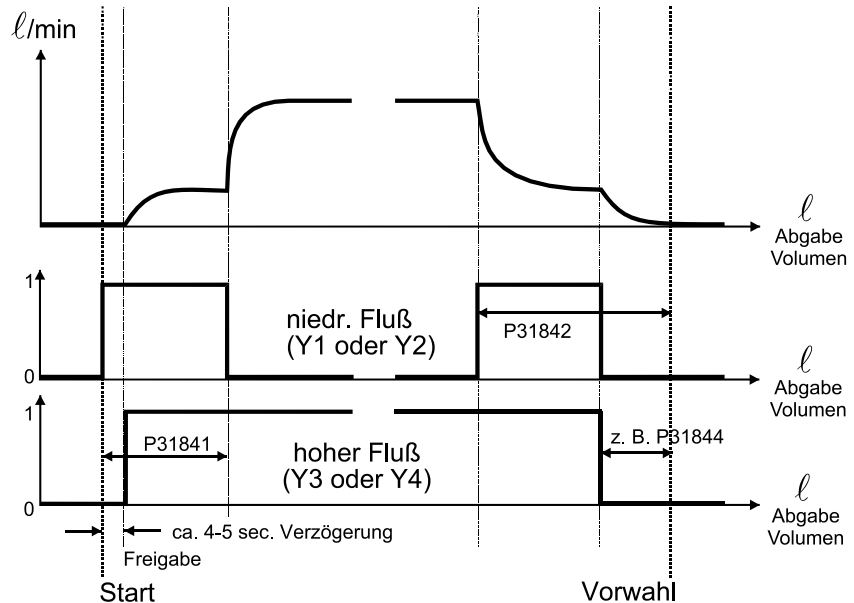 ℓ/min
ℓ
Abgabe
Volumen
1
niedr. Fluß
(Y1 oder Y2)
P31842
0
ℓ
Abgabe
Volumen
1
P31841
hoher Fluß
(Y3 oder Y4)
z. B. P31844
0
ℓ
Abgabe
Volumen
ca. 4-5 sec. Verzögerung
Freigabe
Start
Vorwahl